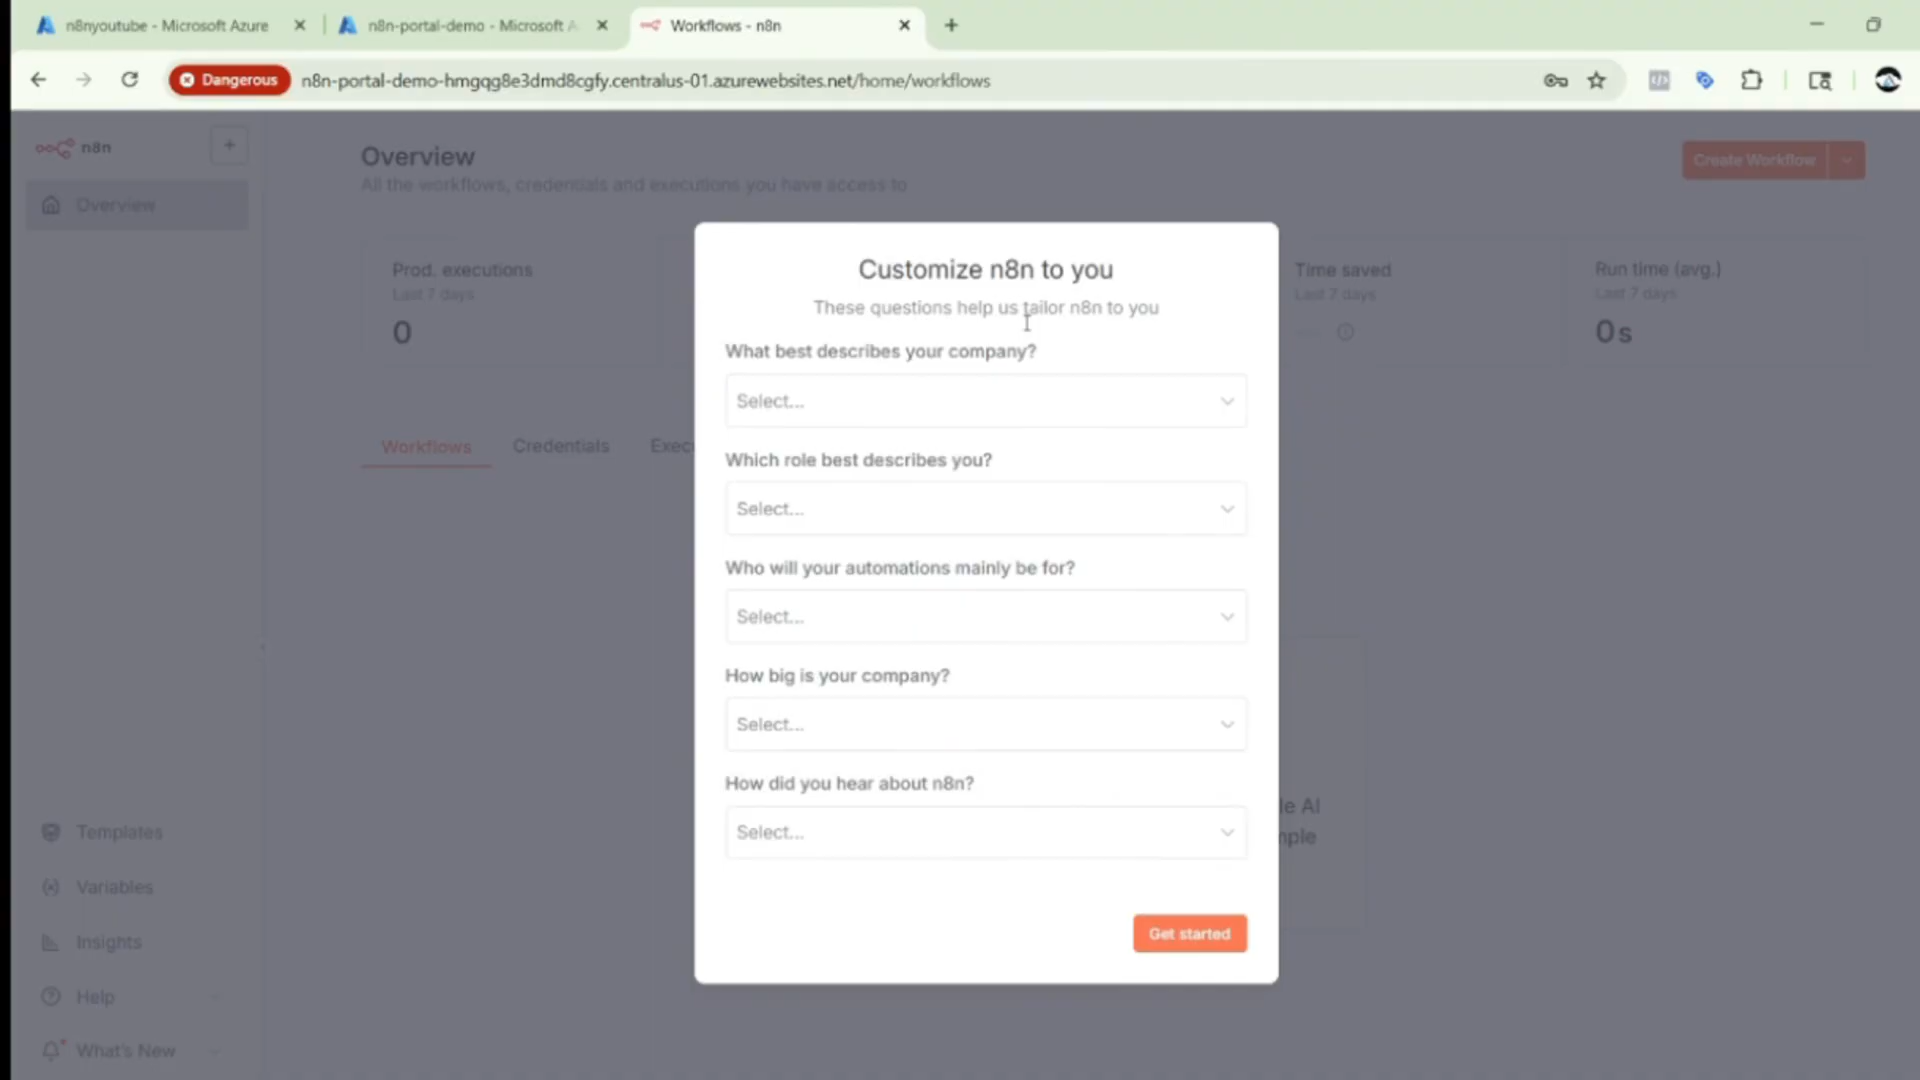 n8nyoutube - Microsoft Azure
n8n-portal-demo - Microsoft A
Workflows - n8n
Dangerous
n8n-portal-demo-hmgqg8e3dmd8cgfy.centralus-01.azurewebsites.net/home/workflows
n8n
Overview
All the workflows, credentials and executions you have access to
Create Workflow
Overview
Prod. executions
Last 7 days
0
Time saved
Last 7 days
Run time (avg.)
Last 7 days
0s
Workflows
Credentials
Exec
Customize n8n to you
These questions help us tailor n8n to you
What best describes your company?
Select...
Which role best describes you?
Select...
Who will your automations mainly be for?
Select...
How big is your company?
Select...
How did you hear about n8n?
Select...
Get started
le AI
mple
Templates
Variables
Insights
Help
What's New